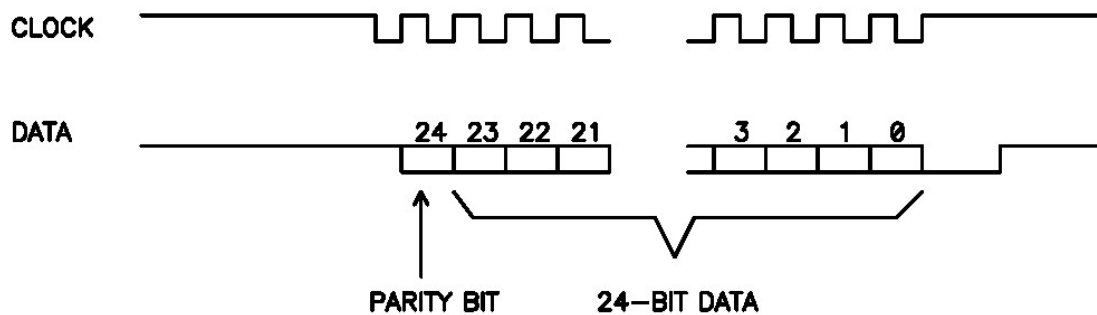 CLOCK
DATA
24 23 22 21 3 2 1 0
PARITY BIT
24-BIT DATA